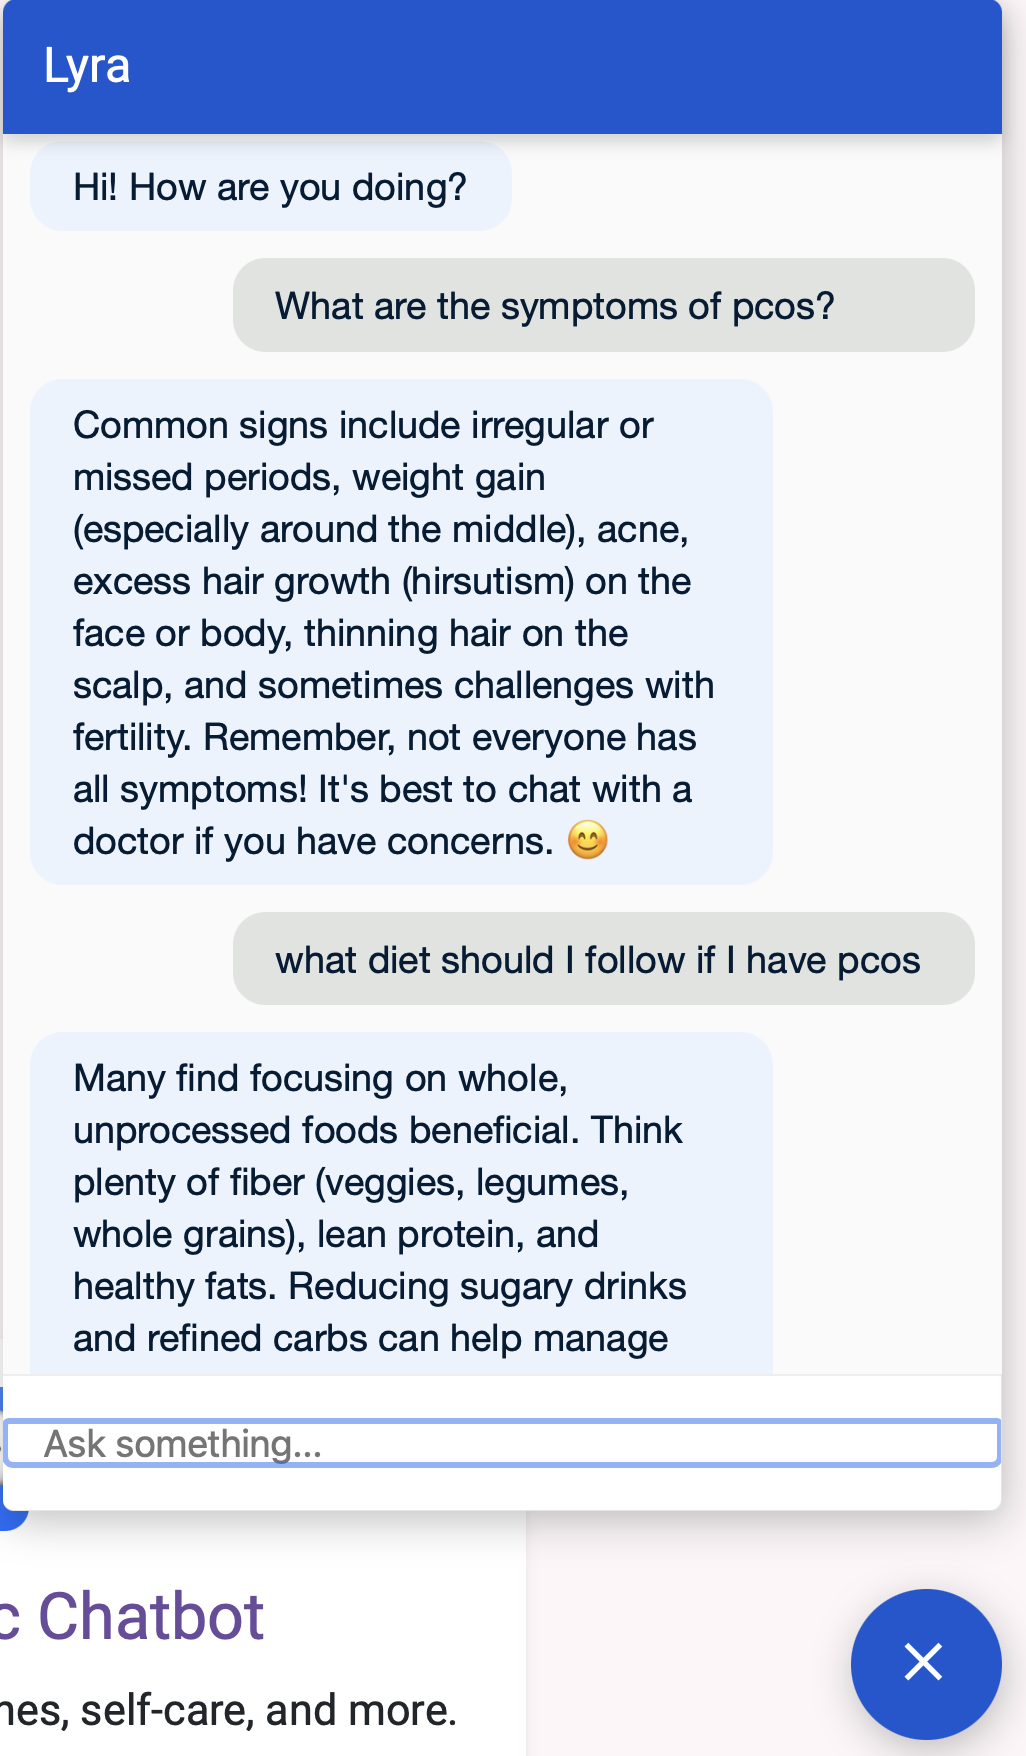 Lyra
Hi! How are you doing?
What are the symptoms of pcos?
Common signs include irregular or
missed periods, weight gain
(especially around the middle), acne,
excess hair growth (hirsutism) on the
face or body, thinning hair on the
scalp, and sometimes challenges with
fertility. Remember, not everyone has
all symptoms! It's best to chat with a
doctor if you have concerns. 😊
what diet should I follow if I have pcos
Many find focusing on whole,
unprocessed foods beneficial. Think
plenty of fiber (veggies, legumes,
whole grains), lean protein, and
healthy fats. Reducing sugary drinks
and refined carbs can help manage
Ask something...
Chatbot
self-care, and more.